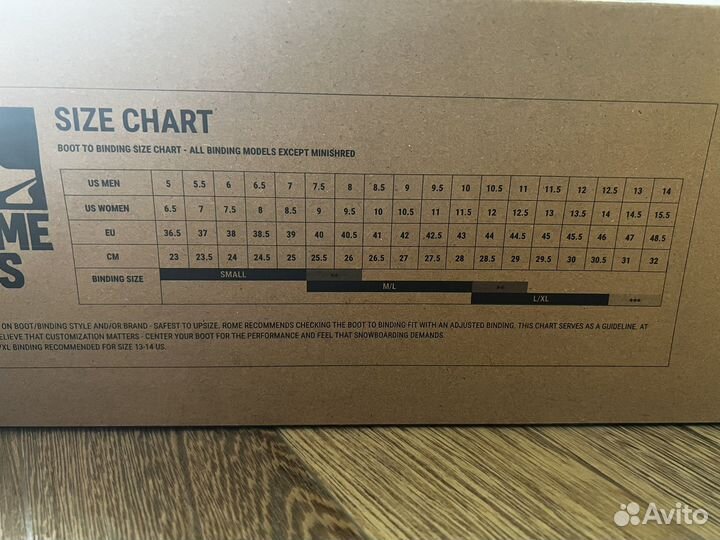 SIZE CHART
BOOT TO BINDING SIZE CHART - ALL BINDING MODELS EXCEPT MINISHRED
US MEN 5 5.5 6 6.5 7 7.5 8 8.5 9 9.5 10 10.5 11 11.5 12 12.5 13 14
US WOMEN 6.5 7 7.5 8 8.5 9 9.5 10 10.5 11 11.5 12 12.5 13 13.5 14 14.5 15.5
EU 36.5 37 38 38.5 39 40 40.5 41 42 42.5 43 44 44.5 45 45.5 46 47 48.5
CM 23 23.5 24 24.5 25 25.5 26 26.5 27 27.5 28 28.5 29 29.5 30 30.5 31 32
BINDING SIZE SMALL **
M/L **
L/XL ***
ME
S
ON BOOT/BINDING STYLE AND/OR BRAND - SAFEST TO UPSIZE. ROME RECOMMENDS CHECKING THE BOOT TO BINDING FIT WITH AN ADJUSTED BINDING, THIS CHART SERVES AS A GUIDELINE. AT
ELIEVE THAT CUSTOMIZATION MATTERS - CENTER YOUR BOOT FOR THE PERFORMANCE AND FEEL THAT SNOWBOARDING DEMANDS.
/XL BINDING RECOMMENDED FOR SIZE 13-14 US.
Avito